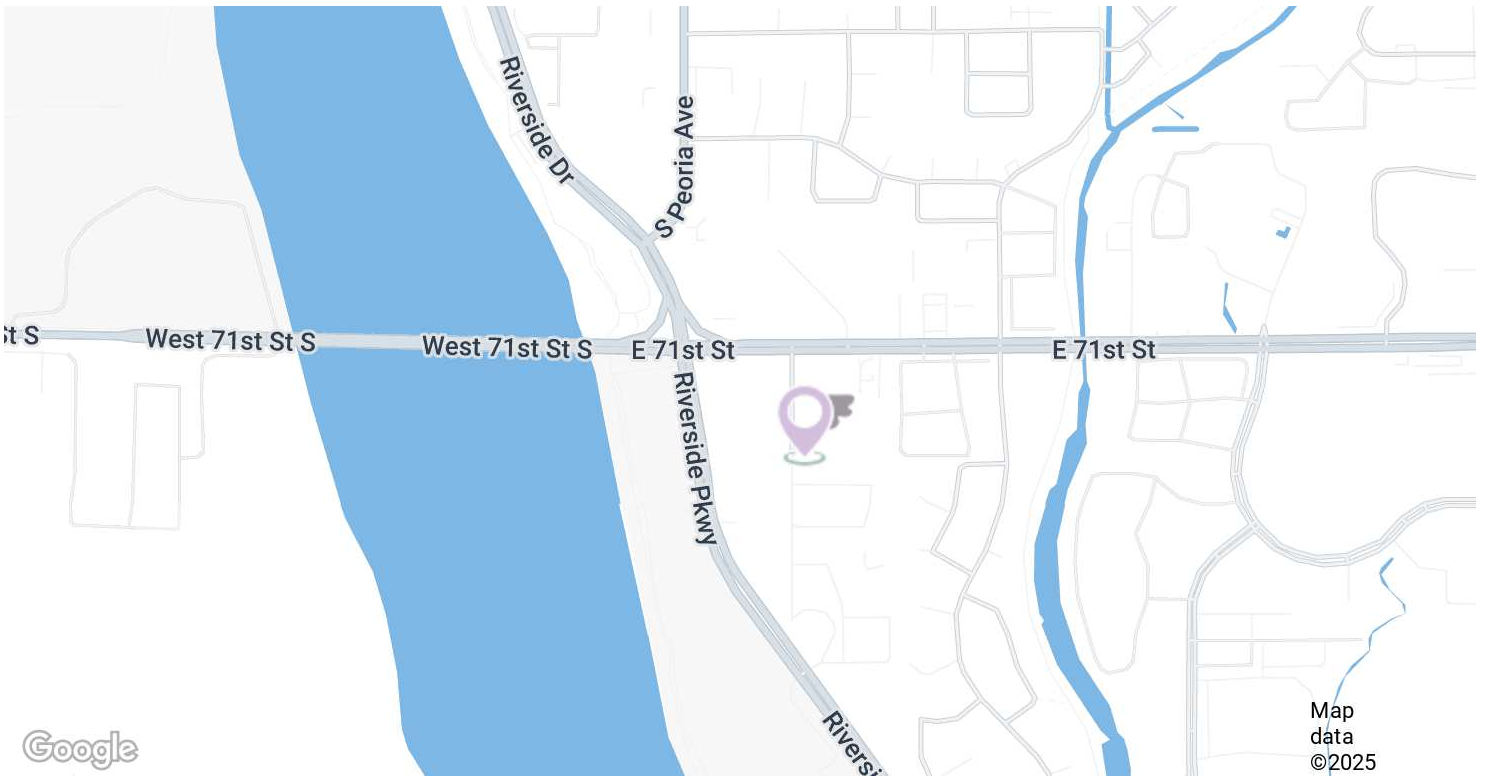 Riverside Dr
S Peoria Ave
St S
West 71st St S
West 71st St S
E 71st St
E 71st St
Riverside Pkwy
Riversi
Google
Map
data
©2025